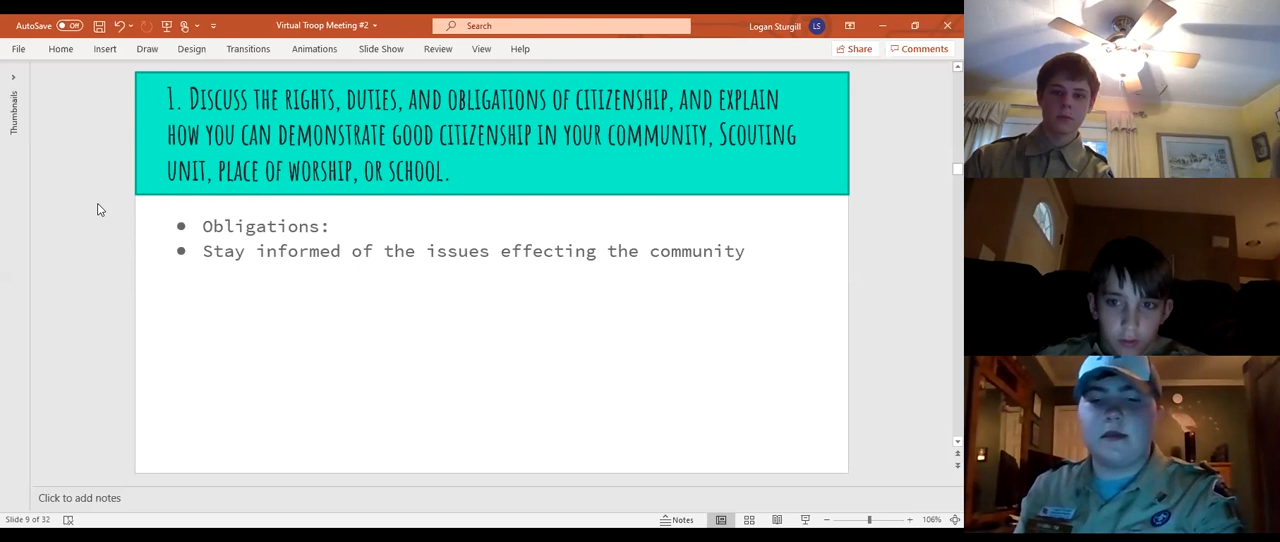 AutoSave Off
Virtual Troop Meeting #2
Search
Logan Sturgill LS
File Home Insert Draw Design Transitions Animations Slide Show Review View Help Share Comments
Thumbnails
1. Discuss the rights, duties, and obligations of citizenship, and explain
how you can demonstrate good citizenship in your community, Scouting
unit, place of worship, or school.
Obligations:
Stay informed of the issues effecting the community
Click to add notes
Slide 9 of 32
Notes
106%